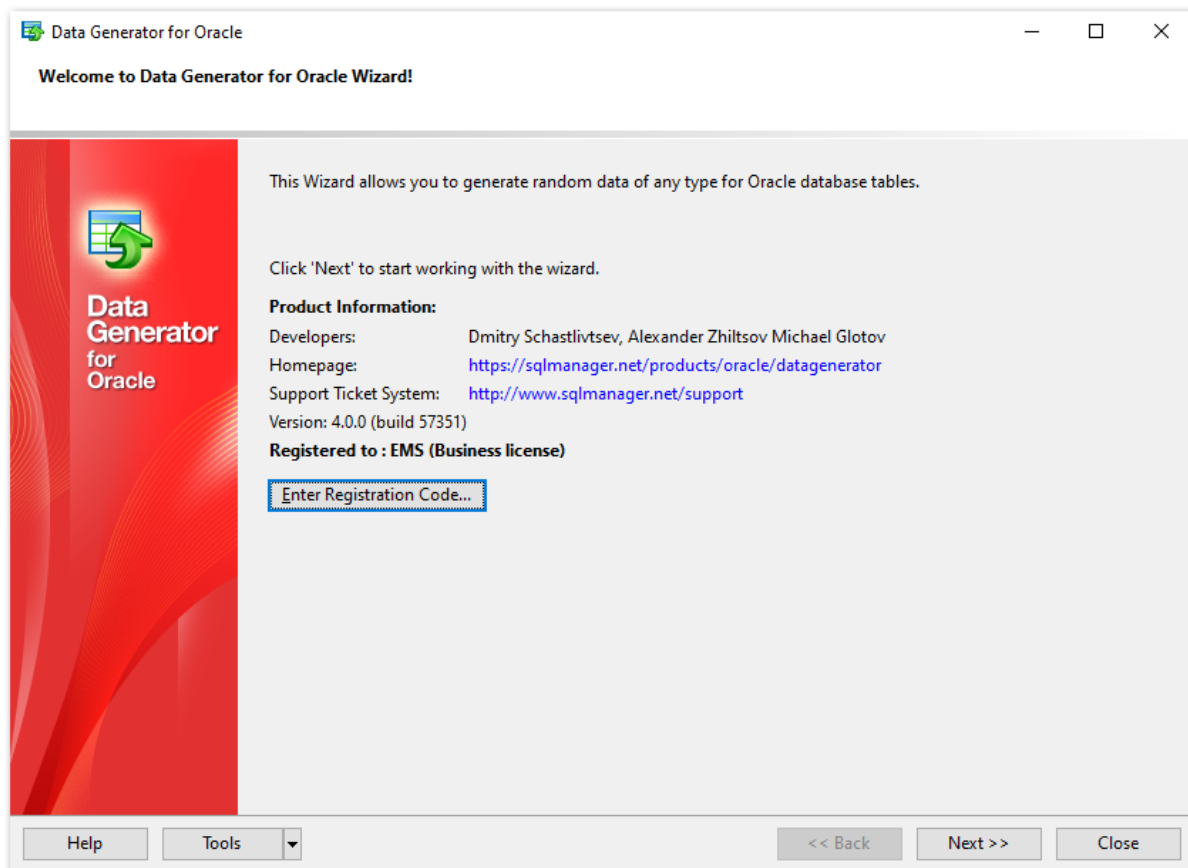 Data Generator for Oracle
Welcome to Data Generator for Oracle Wizard!
Data
Generator
for
Oracle
This Wizard allows you to generate random data of any type for Oracle database tables.
Click 'Next' to start working with the wizard.
Product Information:
Developers: Dmitry Schastlivtsev, Alexander Zhiltsov Michael Glotov
Homepage: https://sqlmanager.net/products/oracle/datagenerator
Support Ticket System: http://www.sqlmanager.net/support
Version: 4.0.0 (build 57351)
Registered to : EMS (Business license)
Enter Registration Code...
Help Tools << Back Next >> Close